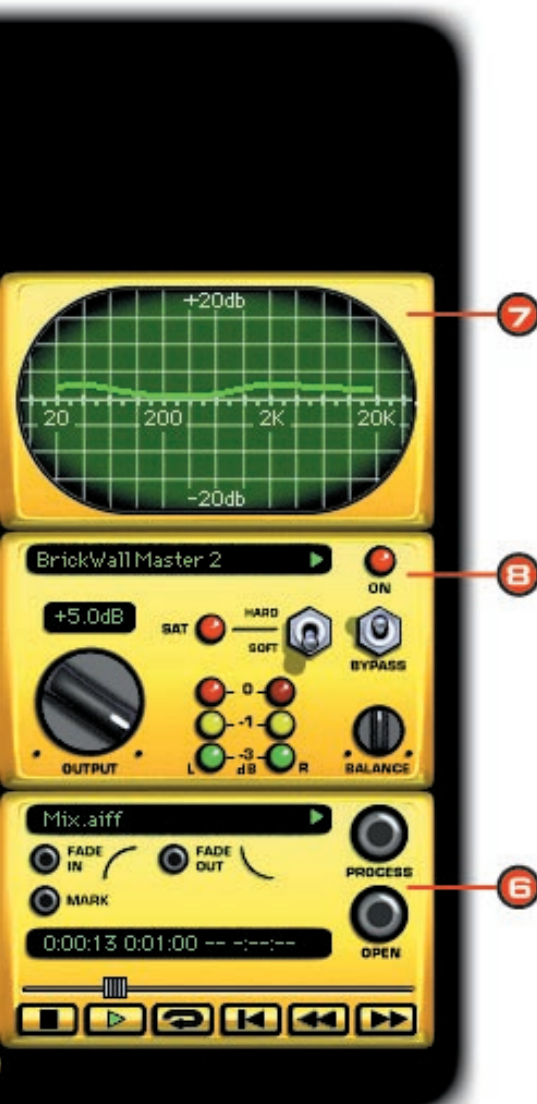 +20db
7
20 200 2K 20K
-20db
BrickWall Master 2
ON
8
+5.0dB
SAT HARD
SOFT
BYPASS
0
-1
-3
L dB R
OUTPUT
BALANCE
Mix.aiff
FADE IN
FADE OUT
PROCESS
6
MARK
0:00:13 0:01:00 -- -:--:--
OPEN